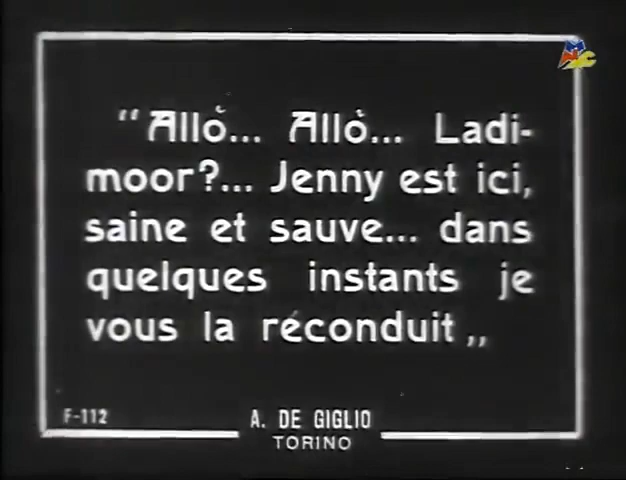 "Allò... Allò... Ladi-
moor?... Jenny est ici,
saine et sauve... dans
quelques instants je
vous la réconduit „
F-112
A. DE GIGLIO
TORINO